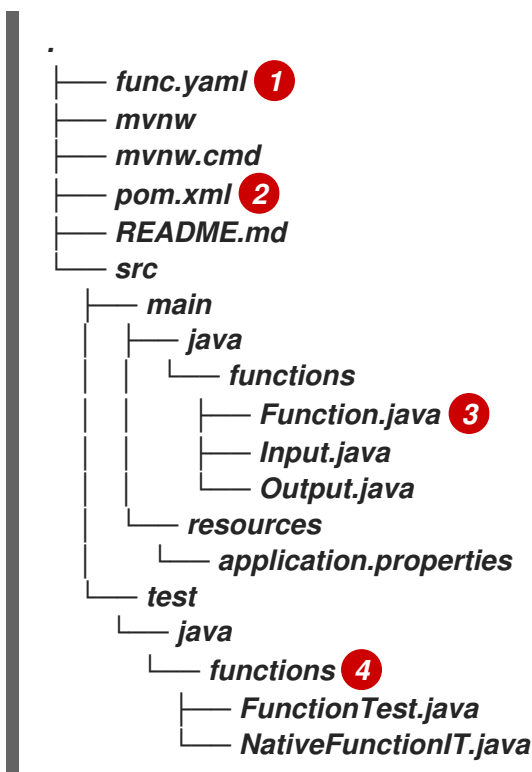 .
├── func.yaml 1
├── mvnw
├── mvnw.cmd
├── pom.xml 2
├── README.md
└── src
    ├── main
    │   ├── java
    │   │   └── functions
    │   │       ├── Function.java 3
    │   │       ├── Input.java
    │   │       └── Output.java
    │   └── resources
    │       └── application.properties
    └── test
        └── java
            └── functions 4
                ├── FunctionTest.java
                └── NativeFunctionIT.java